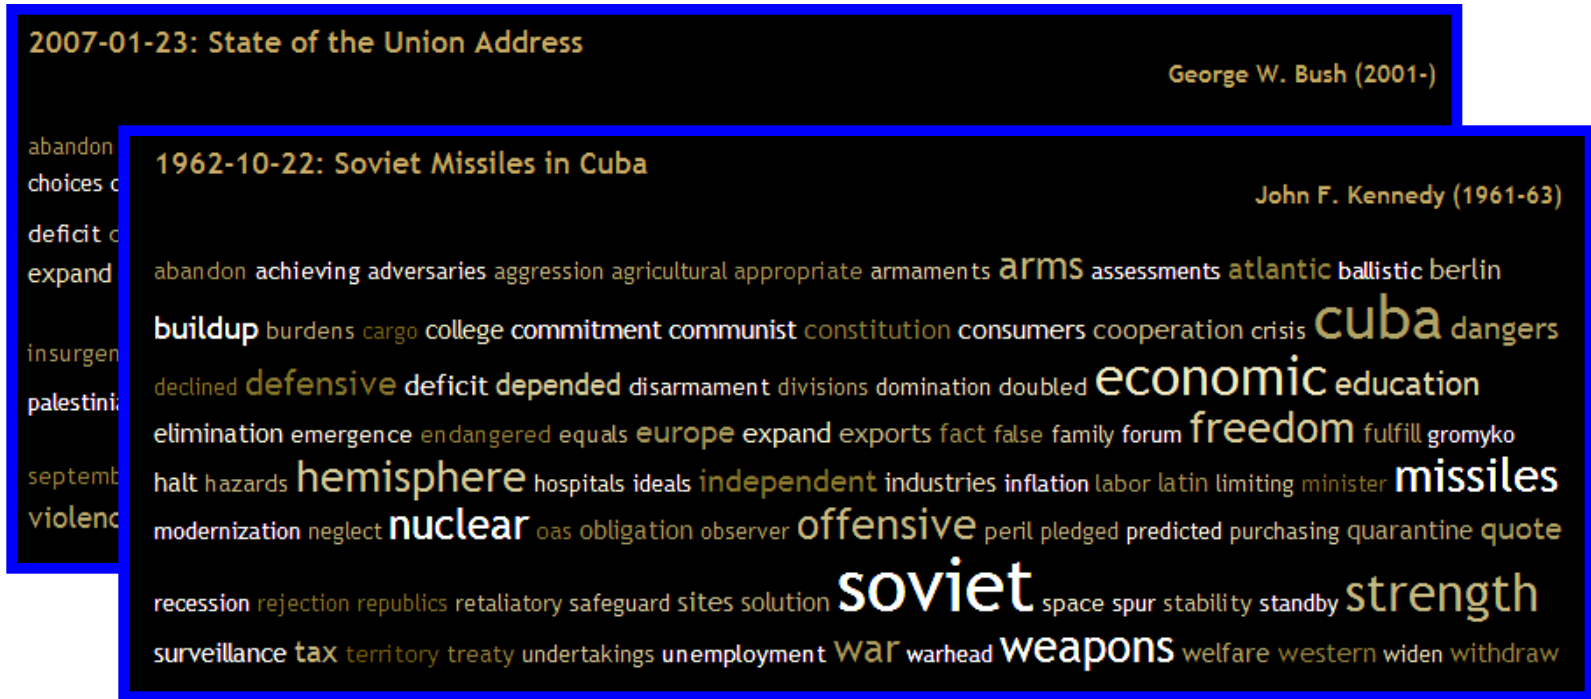 2007-01-23: State of the Union Address
George W. Bush (2001-)
abandon
choices
deficit
expand
violenc
1962-10-22: Soviet Missiles in Cuba
John F. Kennedy (1961-63)
abandon achieving adversaries aggression agricultural appropriate armaments arms assessments atlantic ballistic berlin
buildup burdens cargo college commitment communist constitution consumers cooperation crisis cuba dangers
declined defensive deficit depended disarmament divisions domination doubled economic education
elimination emergence endangered equals europe expand exports fact false family forum freedom fulfill gromyko
halt hazards hemisphere hospitals ideals independent industries inflation labor latin limiting minister missiles
modernization neglect nuclear oas obligation observer offensive peril pledged predicted purchasing quarantine quote
recession rejection republics retaliatory safeguard sites solution soviet space spur stability standby strength
surveillance tax territory treaty undertakings unemployment war warhead weapons welfare western widen withdraw